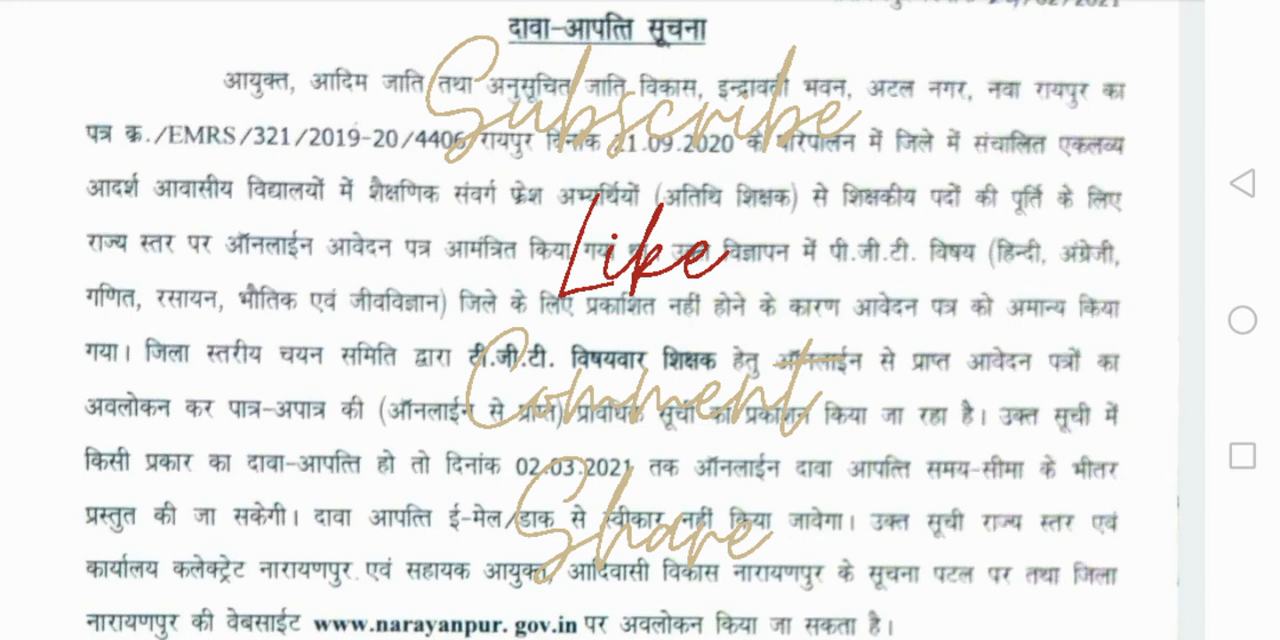 दावा-आपत्ति सूचना
आयुक्त, आदिम जाति तथा अनुसूचित जाति विकास, इन्द्रावती भवन, अटल नगर, नवा रायपुर का
पत्र क्र./EMRS/321/2019-20/4406 रायपुर दिनांक 21.09.2020 के परिपालन में जिले में संचालित एकलव्य
आदर्श आवासीय विद्यालयों में शैक्षणिक संवर्ग फ्रेश अभ्यर्थियों (अतिथि शिक्षक) से शिक्षकीय पदों की पूर्ति के लिए
राज्य स्तर पर ऑनलाईन आवेदन पत्र आमंत्रित किया गया था। उक्त विज्ञापन में पी.जी.टी. विषय (हिन्दी, अंग्रेजी,
गणित, रसायन, भौतिक एवं जीवविज्ञान) जिले के लिए प्रकाशित नहीं होने के कारण आवेदन पत्र को अमान्य किया
गया। जिला स्तरीय चयन समिति द्वारा टी.जी.टी. विषयवार शिक्षक हेतु ऑनलाईन से प्राप्त आवेदन पत्रों का
अवलोकन कर पात्र-अपात्र की (ऑनलाईन से प्राप्त) प्रावधिक सूची का प्रकाशन किया जा रहा है। उक्त सूची में
किसी प्रकार का दावा-आपत्ति हो तो दिनांक 02.03.2021 तक ऑनलाईन दावा आपत्ति समय-सीमा के भीतर
प्रस्तुत की जा सकेगी। दावा आपत्ति ई-मेल/डाक से स्वीकार नहीं किया जावेगा। उक्त सूची राज्य स्तर एवं
कार्यालय कलेक्ट्रेट नारायणपुर एवं सहायक आयुक्त, आदिवासी विकास नारायणपुर के सूचना पटल पर तथा जिला
नारायणपुर की वेबसाईट www.narayanpur. gov.in पर अवलोकन किया जा सकता है।
Subscribe
Like
Comment
Share